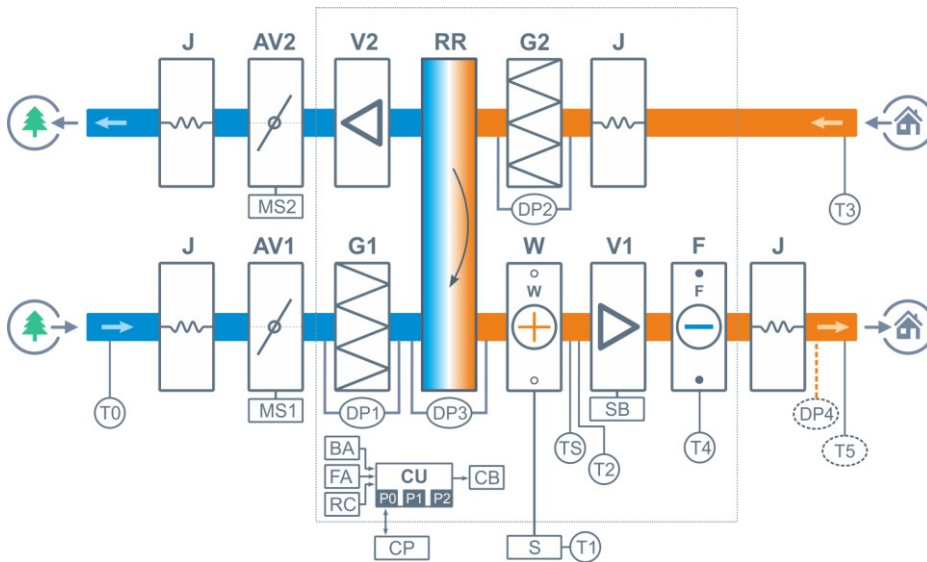 J AV2 V2 RR G2 J
MS2 DP2 T3
J AV1 G1 W V1 F J
W F
T0 MS1 DP1 DP3 SB DP4
TS T2 T4 T5
BA
FA CU CB
RC P0 P1 P2
CP S T1